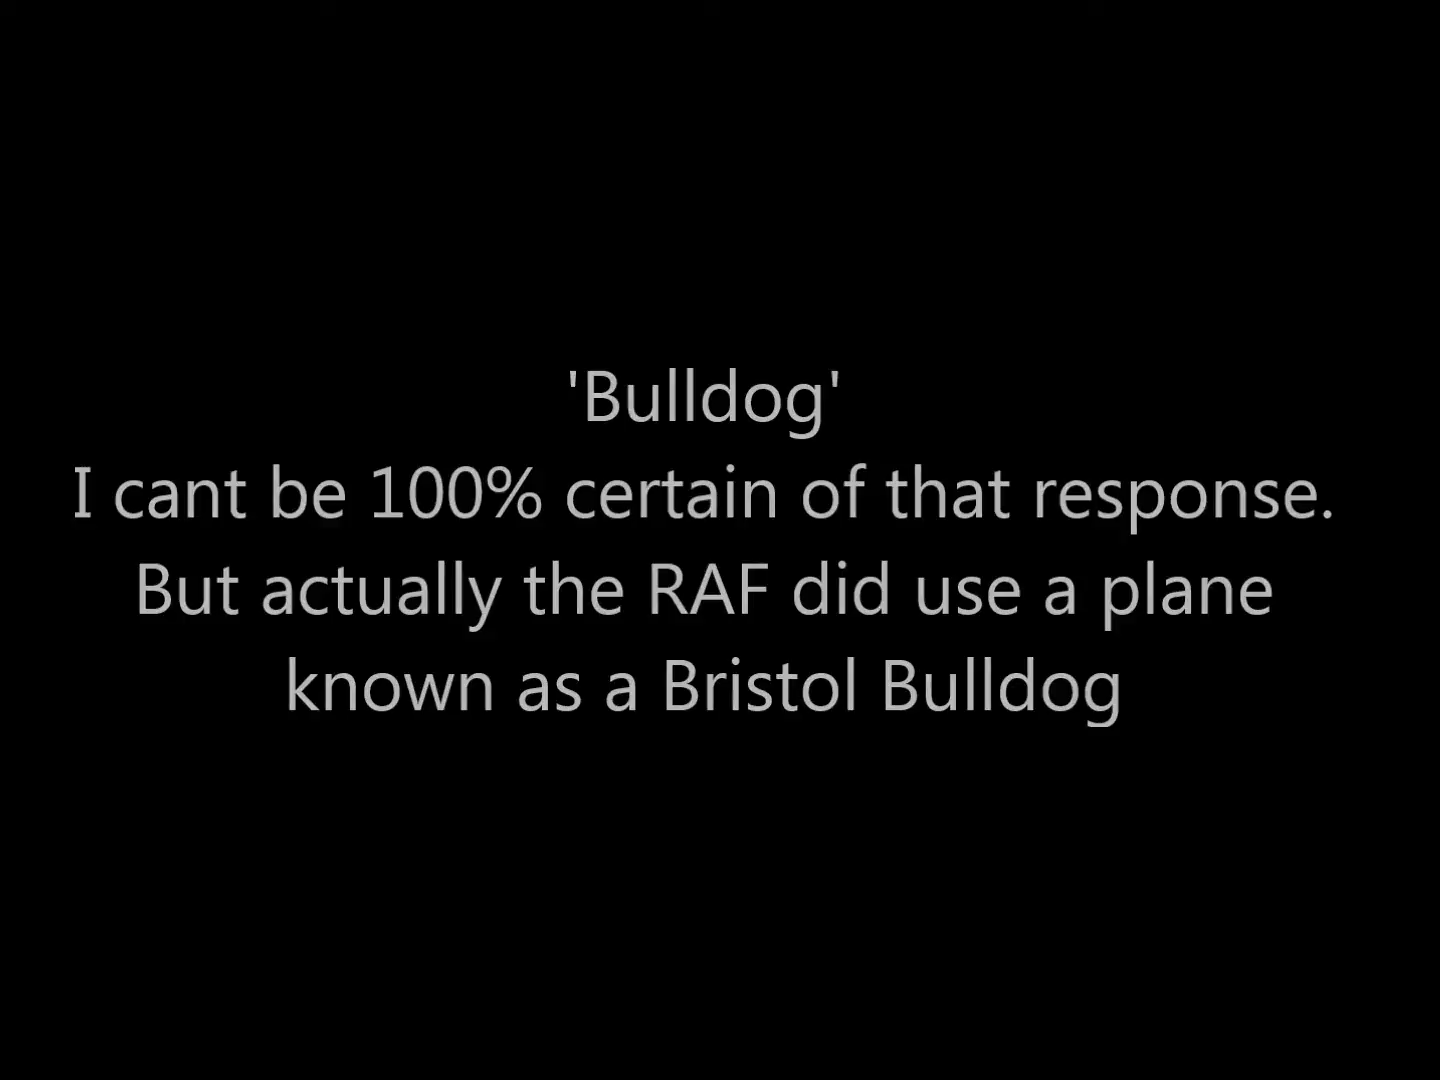 'Bulldog'
I cant be 100% certain of that response.
But actually the RAF did use a plane
known as a Bristol Bulldog